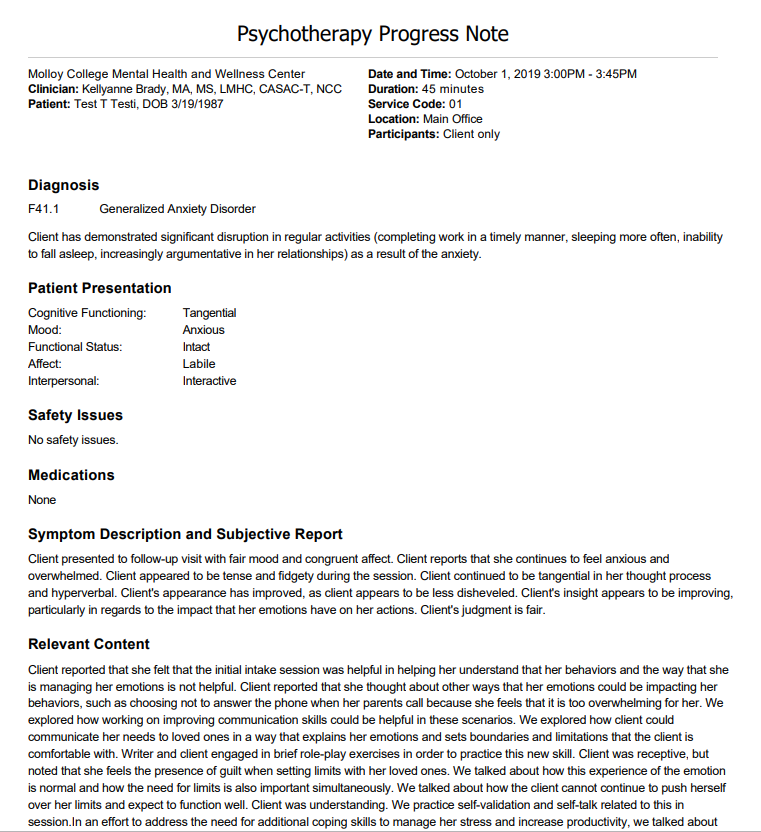 Psychotherapy Progress Note
Molloy College Mental Health and Wellness Center
Clinician: Kellyanne Brady, MA, MS, LMHC, CASAC-T, NCC
Patient: Test T Testi, DOB 3/19/1987
Date and Time: October 1, 2019 3:00PM - 3:45PM
Duration: 45 minutes
Service Code: 01
Location: Main Office
Participants: Client only
Diagnosis
F41.1 Generalized Anxiety Disorder
Client has demonstrated significant disruption in regular activities (completing work in a timely manner, sleeping more often, inability
to fall asleep, increasingly argumentative in her relationships) as a result of the anxiety.
Patient Presentation
Cognitive Functioning: Tangential
Mood: Anxious
Functional Status: Intact
Affect: Labile
Interpersonal: Interactive
Safety Issues
No safety issues.
Medications
None
Symptom Description and Subjective Report
Client presented to follow-up visit with fair mood and congruent affect. Client reports that she continues to feel anxious and
overwhelmed. Client appeared to be tense and fidgety during the session. Client continued to be tangential in her thought process
and hyperverbal. Client's appearance has improved, as client appears to be less disheveled. Client's insight appears to be improving,
particularly in regards to the impact that her emotions have on her actions. Client's judgment is fair.
Relevant Content
Client reported that she felt that the initial intake session was helpful in helping her understand that her behaviors and the way that she
is managing her emotions is not helpful. Client reported that she thought about other ways that her emotions could be impacting her
behaviors, such as choosing not to answer the phone when her parents call because she feels that it is too overwhelming for her. We
explored how working on improving communication skills could be helpful in these scenarios. We explored how client could
communicate her needs to loved ones in a way that explains her emotions and sets boundaries and limitations that the client is
comfortable with. Writer and client engaged in brief role-play exercises in order to practice this new skill. Client was receptive, but
noted that she feels the presence of guilt when setting limits with her loved ones. We talked about how this experience of the emotion
is normal and how the need for limits is also important simultaneously. We talked about how the client cannot continue to push herself
over her limits and expect to function well. Client was understanding. We practice self-validation and self-talk related to this in
session.In an effort to address the need for additional coping skills to manage her stress and increase productivity, we talked about